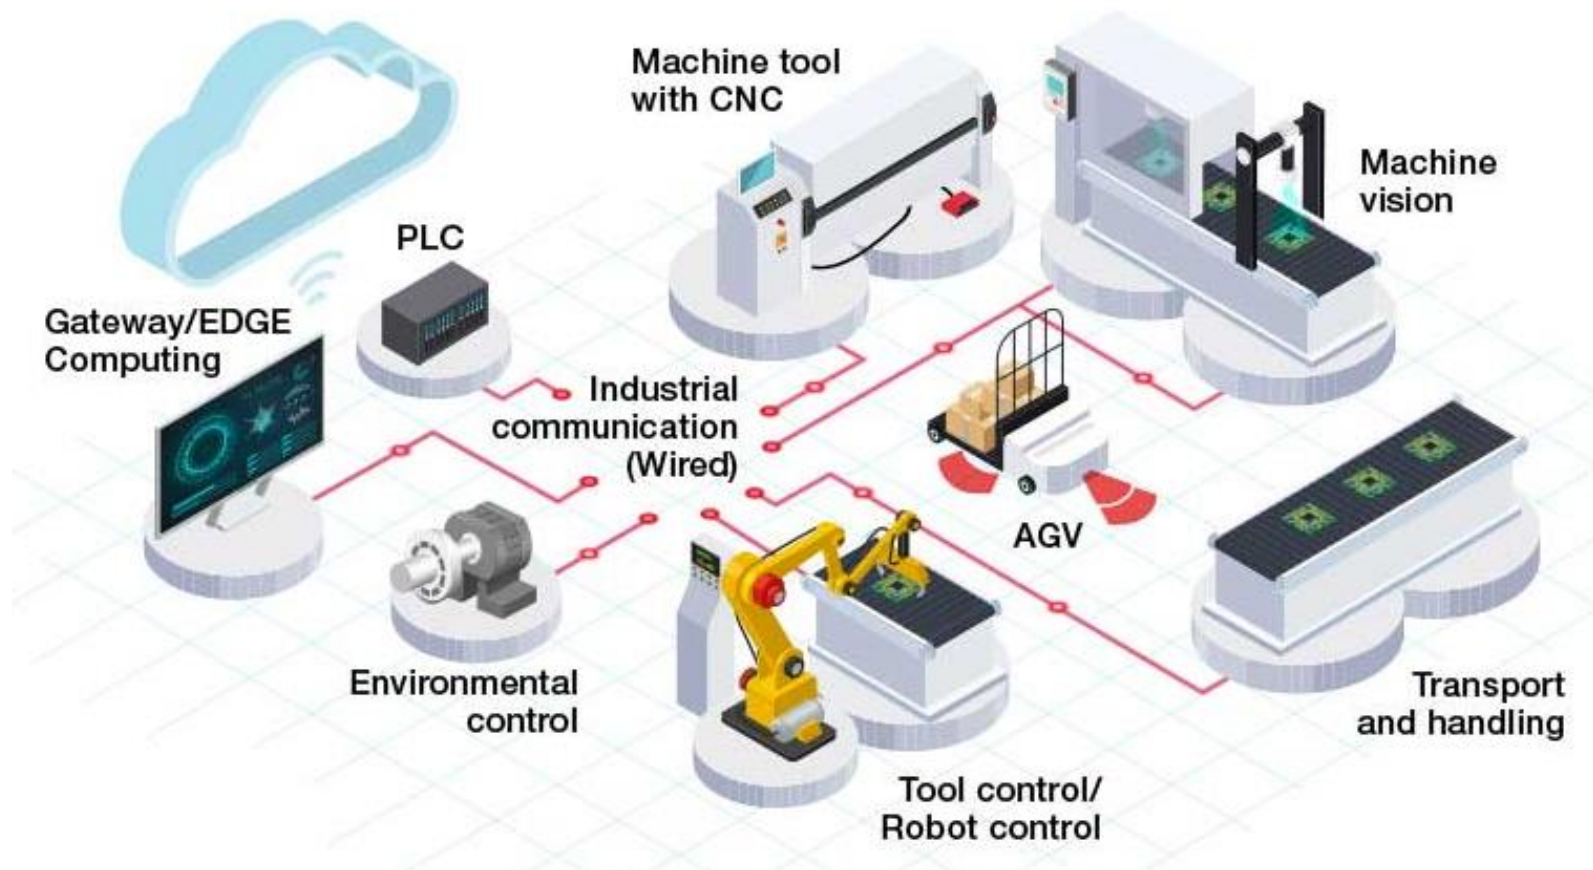 Machine tool
with CNC
Machine
vision
PLC
Gateway/EDGE
Computing
Industrial
communication
(Wired)
AGV
Environmental
control
Transport
and handling
Tool control/
Robot control